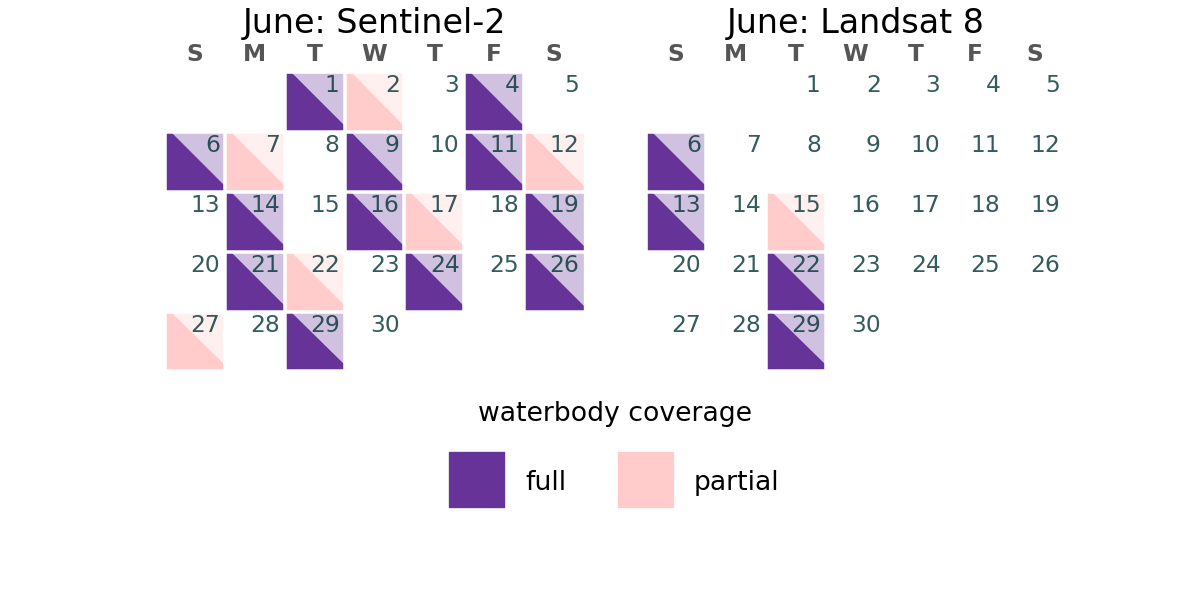 June: Sentinel-2
S M T W T F S
1 2 3 4 5
6 7 8 9 10 11 12
13 14 15 16 17 18 19
20 21 22 23 24 25 26
27 28 29 30
June: Landsat 8
S M T W T F S
1 2 3 4 5
6 7 8 9 10 11 12
13 14 15 16 17 18 19
20 21 22 23 24 25 26
27 28 29 30
waterbody coverage
full partial